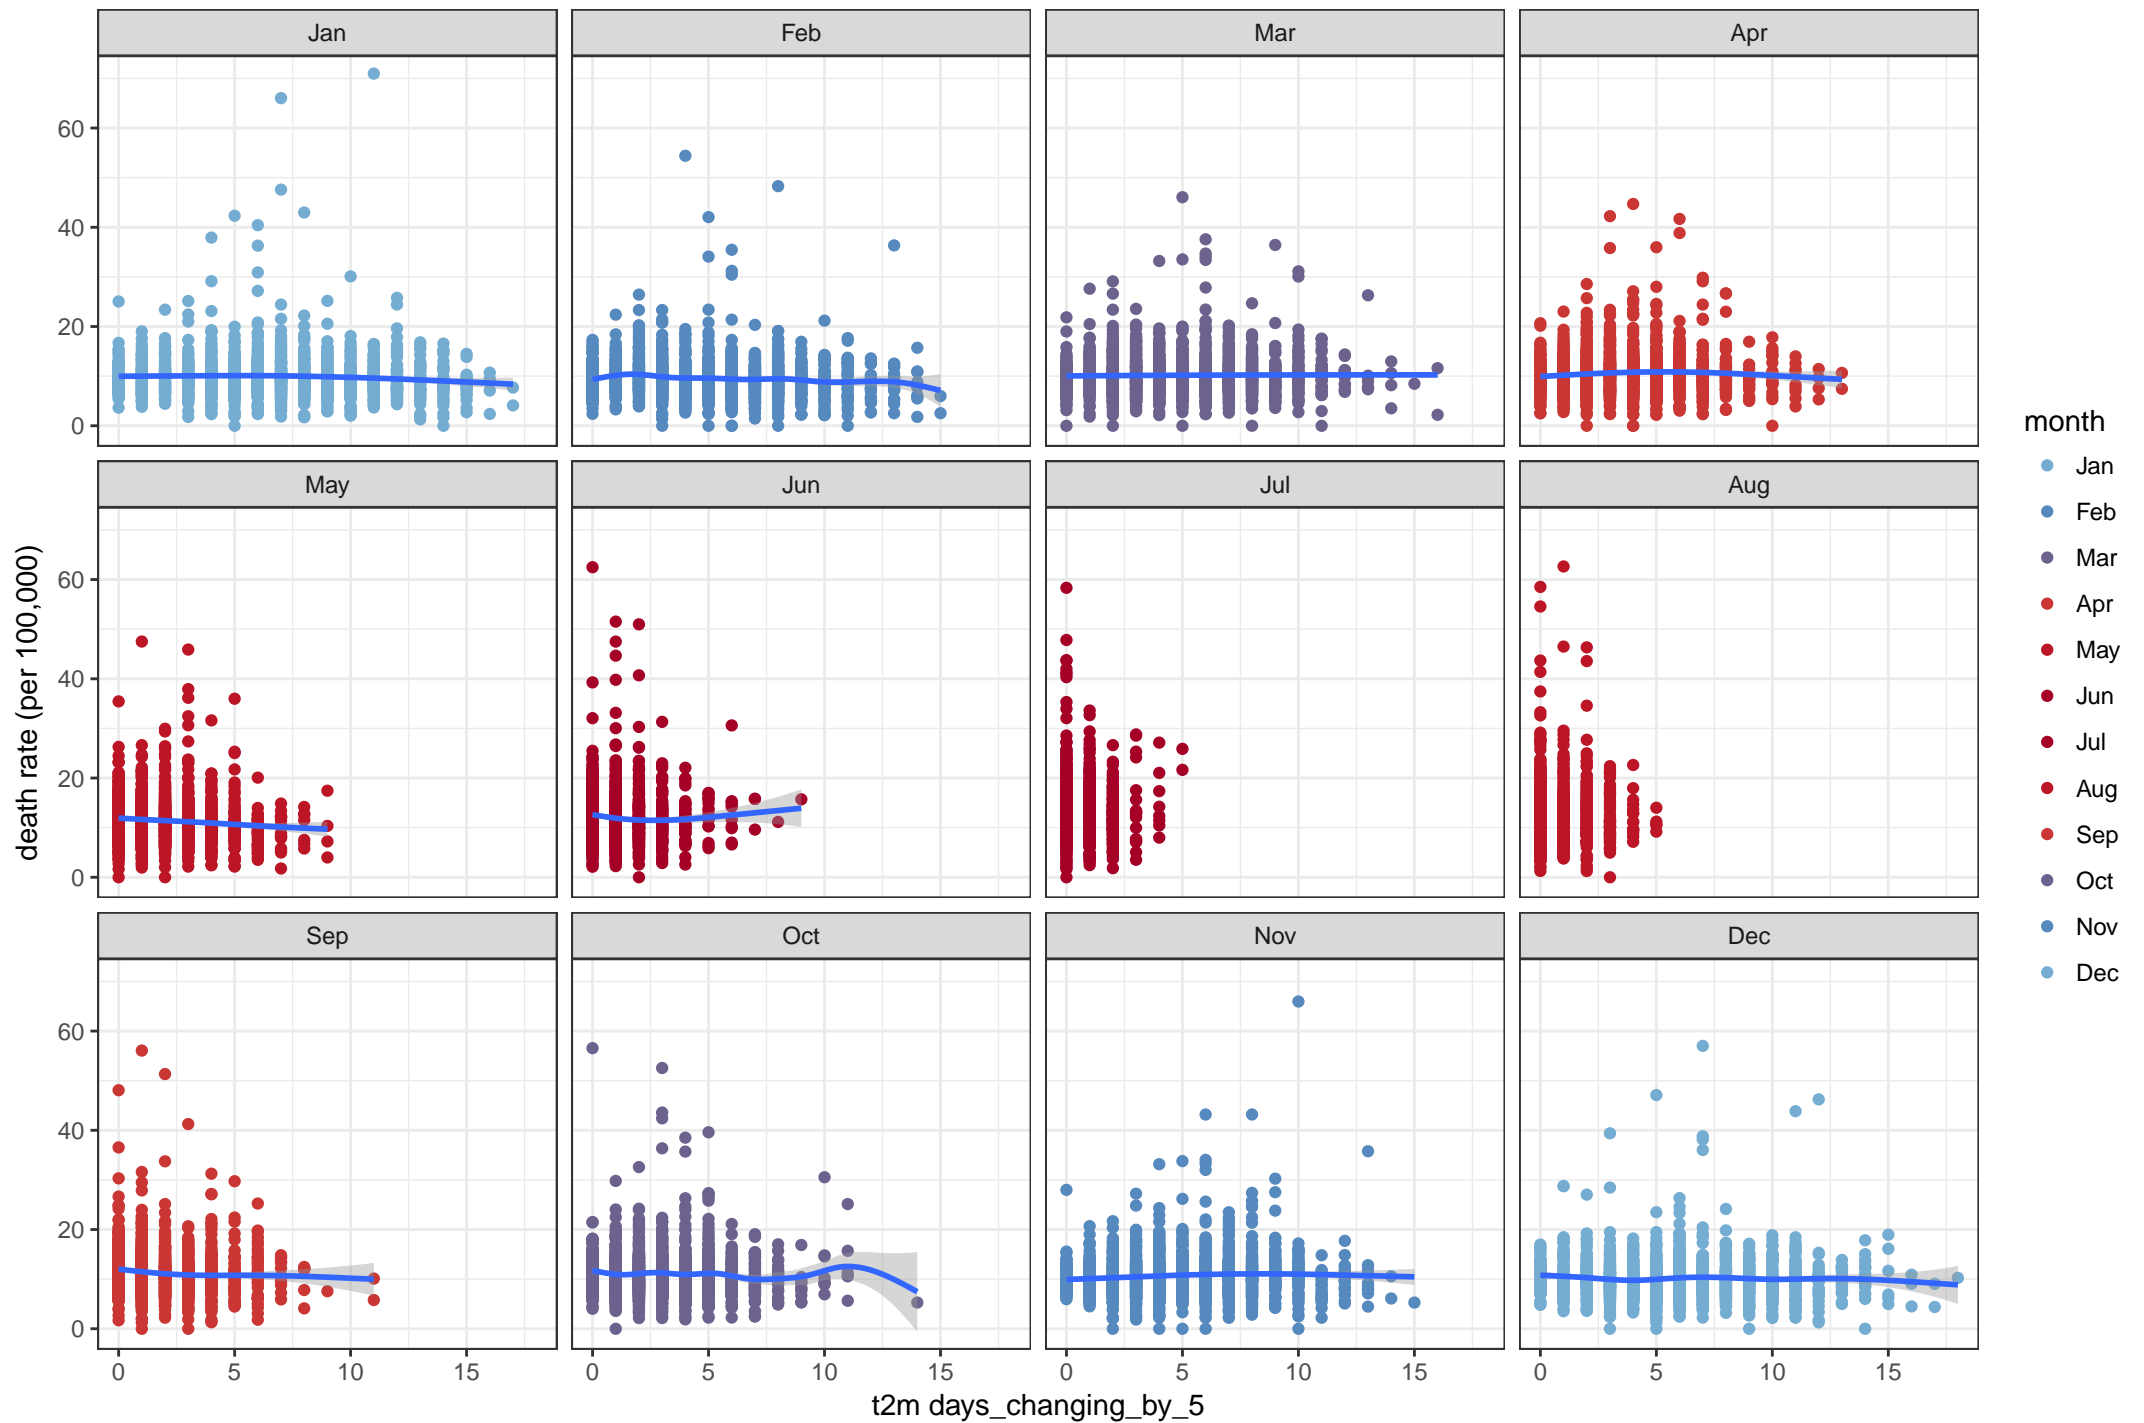 Jan Feb Mar Apr
60
40
20
0
May Jun Jul Aug
60
40
20
0
Sep Oct Nov Dec
60
40
20
0
0 5 10 15 0 5 10 15 0 5 10 15 0 5 10 15
t2m days_changing_by_5
death rate (per 100,000)
month
Jan
Feb
Mar
Apr
May
Jun
Jul
Aug
Sep
Oct
Nov
Dec